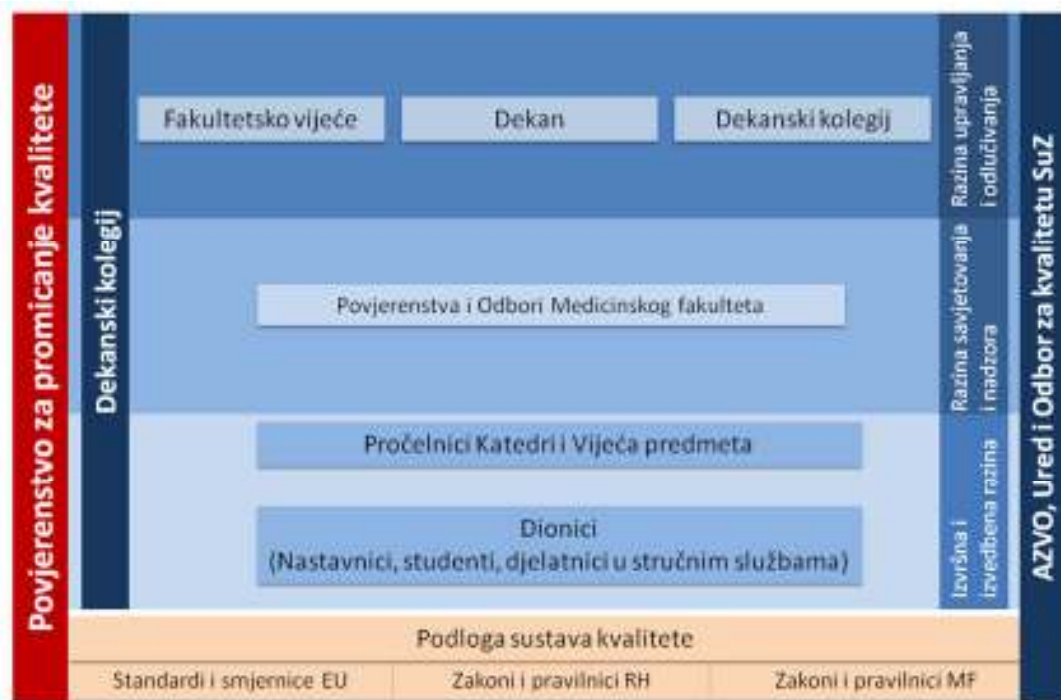 Povjerenstvo za promicanje kvalitete
Dekanski kolegij
Fakultetsko vijeće
Dekan
Dekanski kolegij
Razina upravljanja
i odlučivanja
Povjerenstva i Odbori Medicinskog fakulteta
Razina savjetovanja
i nadzora
Pročelnici Katedri i Vijeća predmeta
Dionici
(Nastavnici, studenti, djelatnici u stručnim službama)
Izvršna i
izvedbena razina
AZVO, Ured i Odbor za kvalitetu SuZ
Podloga sustava kvalitete
Standardi i smjernice EU
Zakoni i pravilnici RH
Zakoni i pravilnici MF